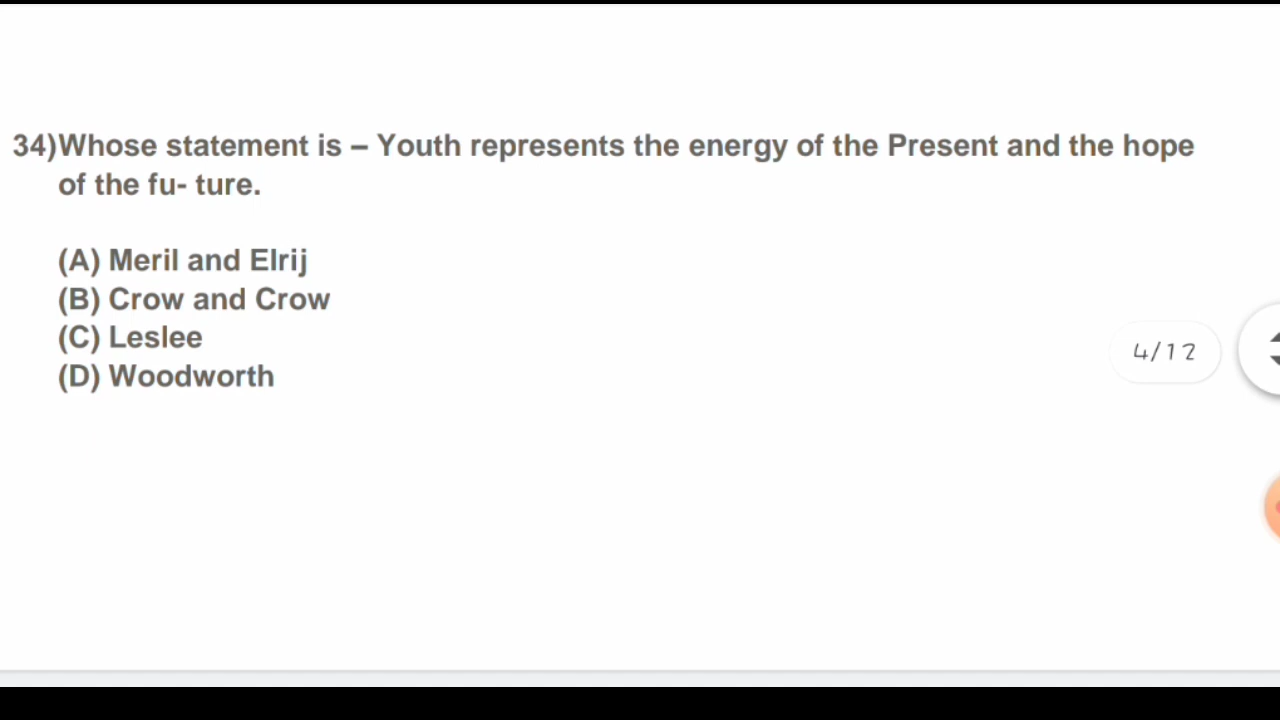 34)Whose statement is – Youth represents the energy of the Present and the hope
of the fu- ture.
(A) Meril and Elrij
(B) Crow and Crow
(C) Leslee
(D) Woodworth
4/12